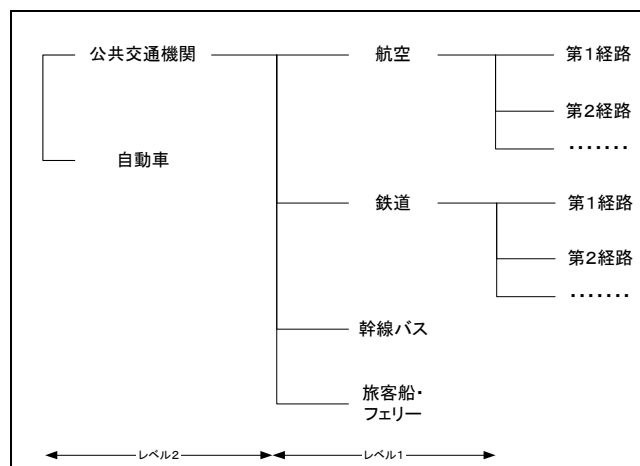 公共交通機関
航空
第１経路
第２経路
・・・・・・・
自動車
鉄道
第１経路
第２経路
・・・・・・・
幹線バス
旅客船・
フェリー
レベル２
レベル１